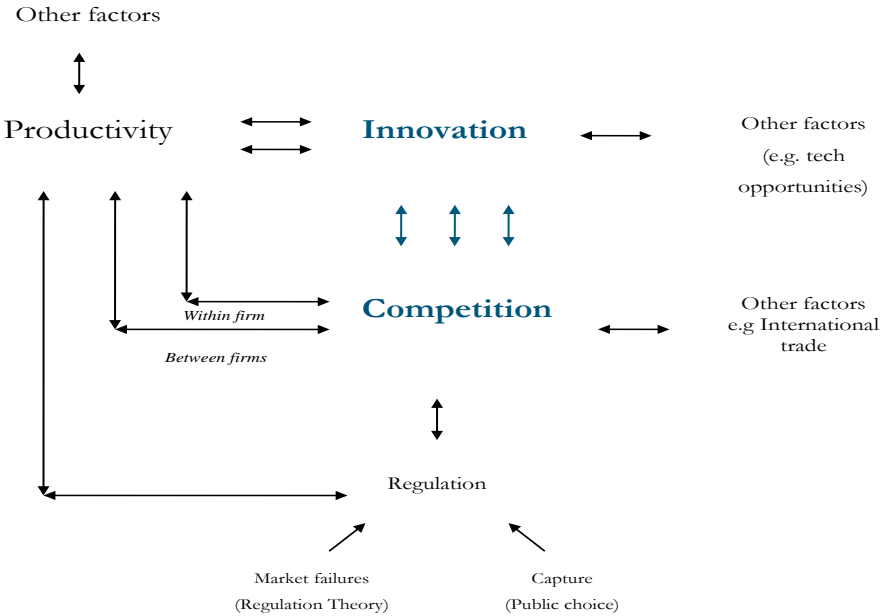 Other factors
Productivity
Innovation
Other factors
(e.g. tech
opportunities)
Within firm
Between firms
Competition
Other factors
e.g International
trade
Regulation
Market failures
(Regulation Theory)
Capture
(Public choice)